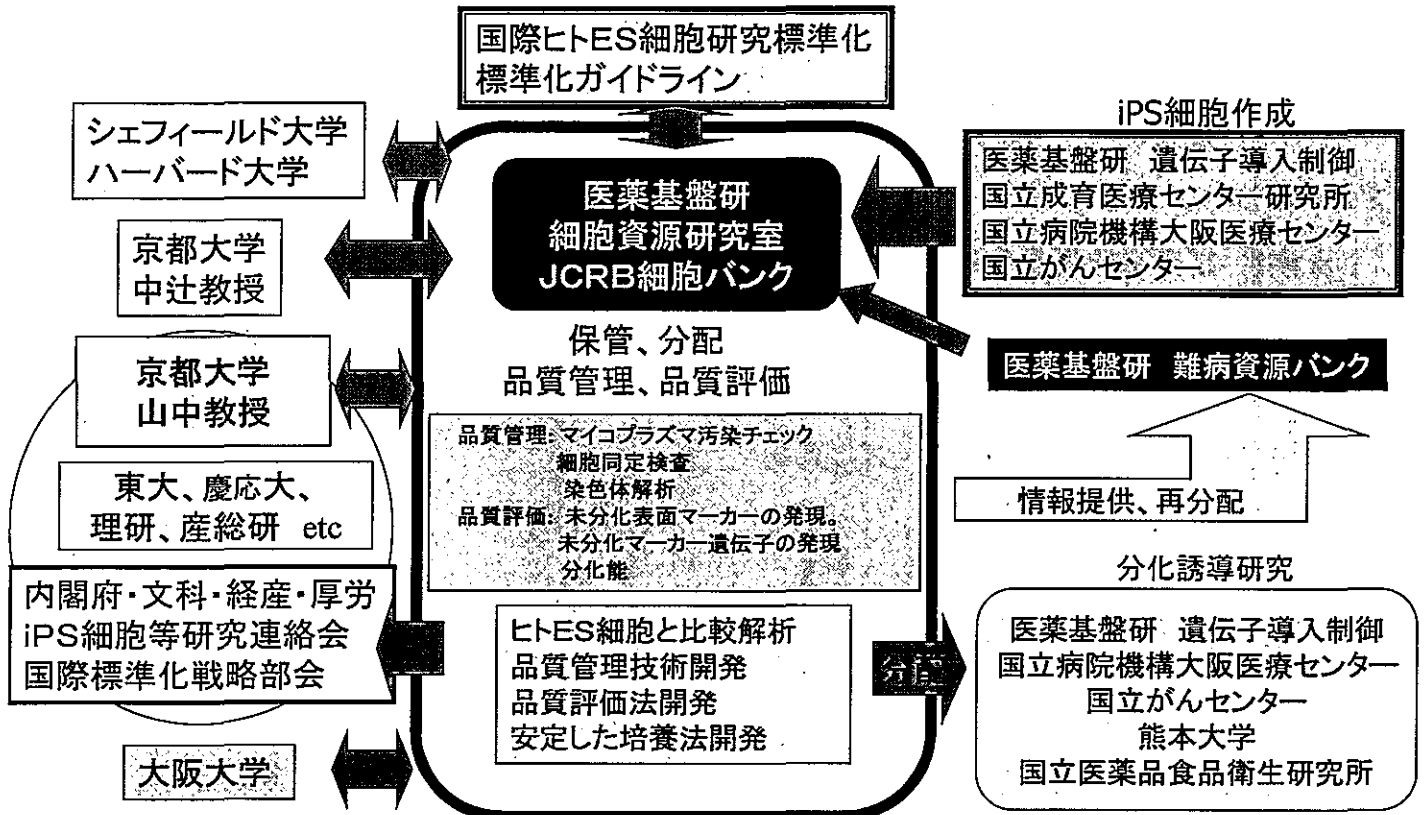 国際ヒトES細胞研究標準化
標準化ガイドライン
シェフィールド大学
ハーバード大学
京都大学
中辻教授
京都大学
山中教授
東大、慶応大、
理研、産総研 etc
内閣府・文科・経産・厚労
iPS細胞等研究連絡会
国際標準化戦略部会
大阪大学
医薬基盤研
細胞資源研究室
JCRB細胞バンク
保管、分配
品質管理、品質評価
品質管理: マイコプラズマ汚染チェック
細胞同定検査
染色体解析
品質評価: 未分化表面マーカーの発現。
未分化マーカー遺伝子の発現
分化能
ヒトES細胞と比較解析
品質管理技術開発
品質評価法開発
安定した培養法開発
分配
iPS細胞作成
医薬基盤研 遺伝子導入制御
国立成育医療センター研究所
国立病院機構大阪医療センター
国立がんセンター
医薬基盤研 難病資源バンク
情報提供、再分配
分化誘導研究
医薬基盤研 遺伝子導入制御
国立病院機構大阪医療センター
国立がんセンター
熊本大学
国立医薬品食品衛生研究所